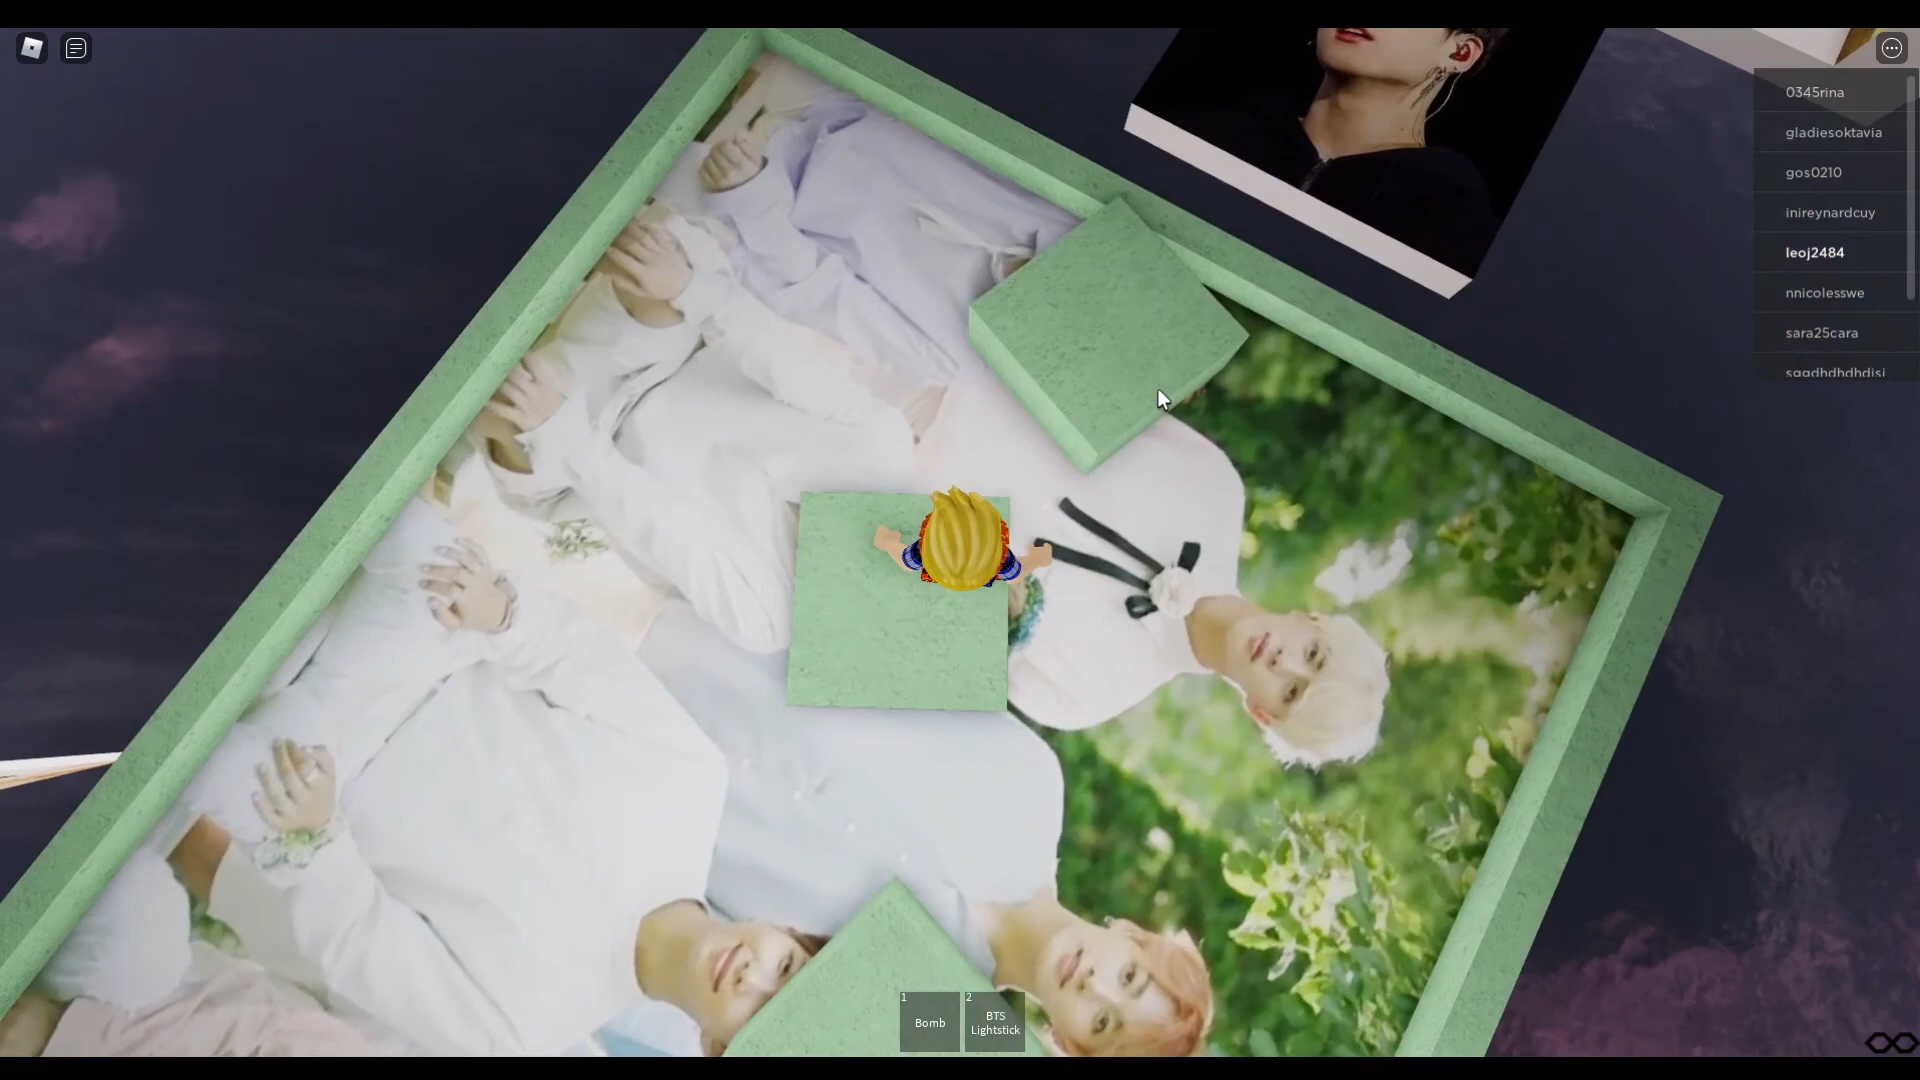 0345rina
gladiesoktavia
gos0210
inireynardcuy
leoj2484
nnicolesswe
sara25cara
1
Bomb
2
BTS
Lightstick